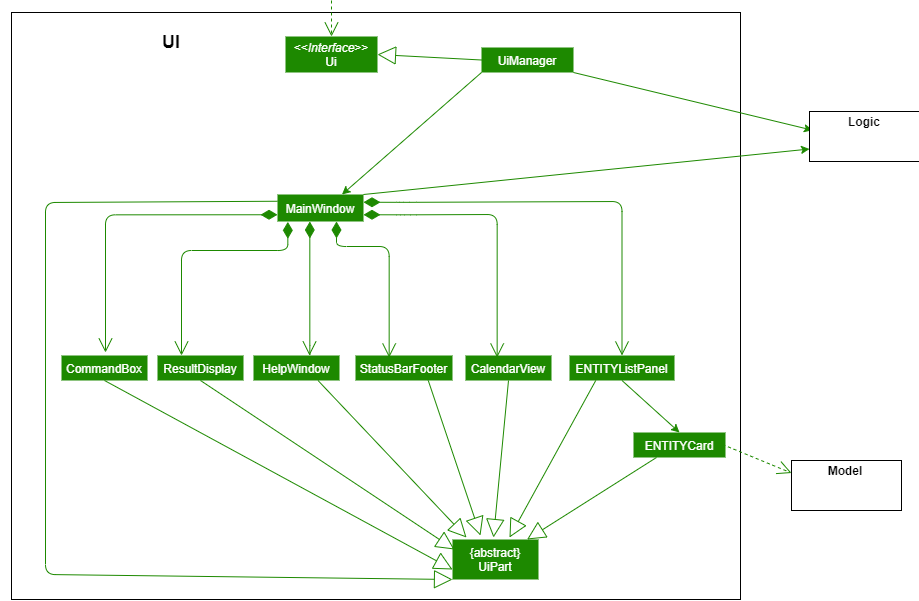 UI
<<Interface>>
Ui
UiManager
Logic
MainWindow
CommandBox
ResultDisplay
HelpWindow
StatusBarFooter
CalendarView
ENTITYListPanel
ENTITYCard
Model
{abstract}
UiPart